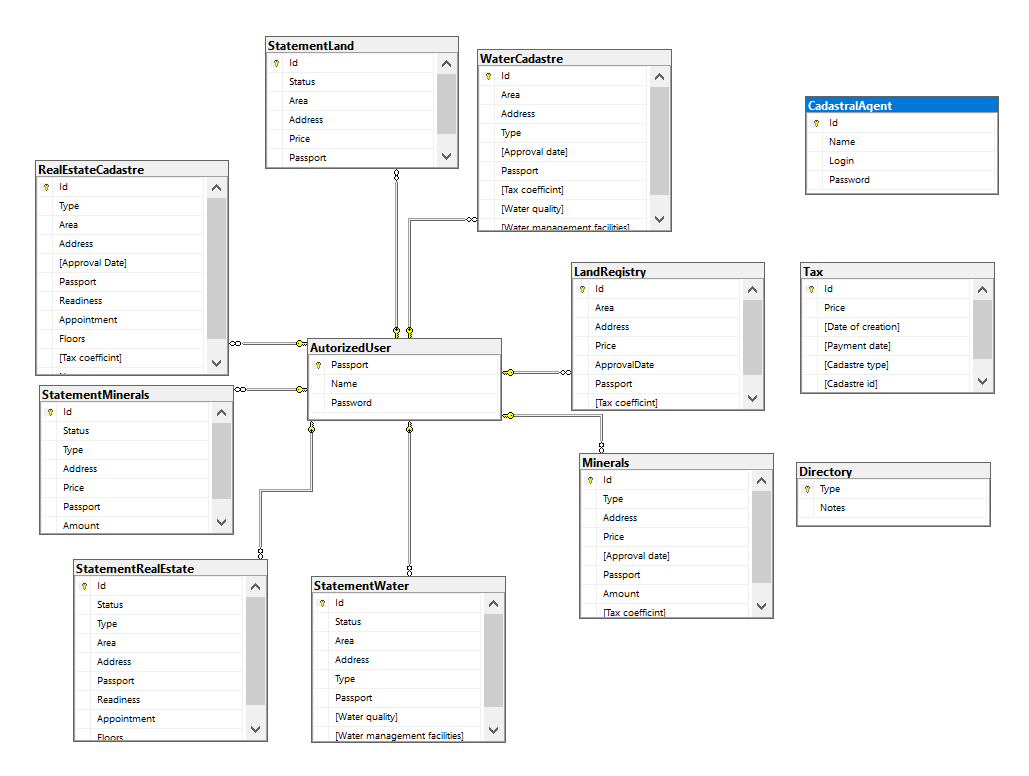 StatementLand
Id
Status
Area
Address
Price
Passport
WaterCadastre
Id
Area
Address
Type
[Approval date]
Passport
[Tax coefficint]
[Water quality]
[Water management facilities]
CadastralAgent
Id
Name
Login
Password
RealEstateCadastre
Id
Type
Area
Address
[Approval Date]
Passport
Readiness
Appointment
Floors
[Tax coefficint]
LandRegistry
Id
Area
Address
Price
ApprovalDate
Passport
[Tax coefficint]
Tax
Id
Price
[Date of creation]
[Payment date]
[Cadastre type]
[Cadastre id]
AutorizedUser
Passport
Name
Password
StatementMinerals
Id
Status
Type
Address
Price
Passport
Amount
Minerals
Id
Type
Address
Price
[Approval date]
Passport
Amount
[Tax coefficint]
Directory
Type
Notes
StatementRealEstate
Id
Status
Type
Area
Address
Passport
Readiness
Appointment
Floors
StatementWater
Id
Status
Area
Address
Type
Passport
[Water quality]
[Water management facilities]